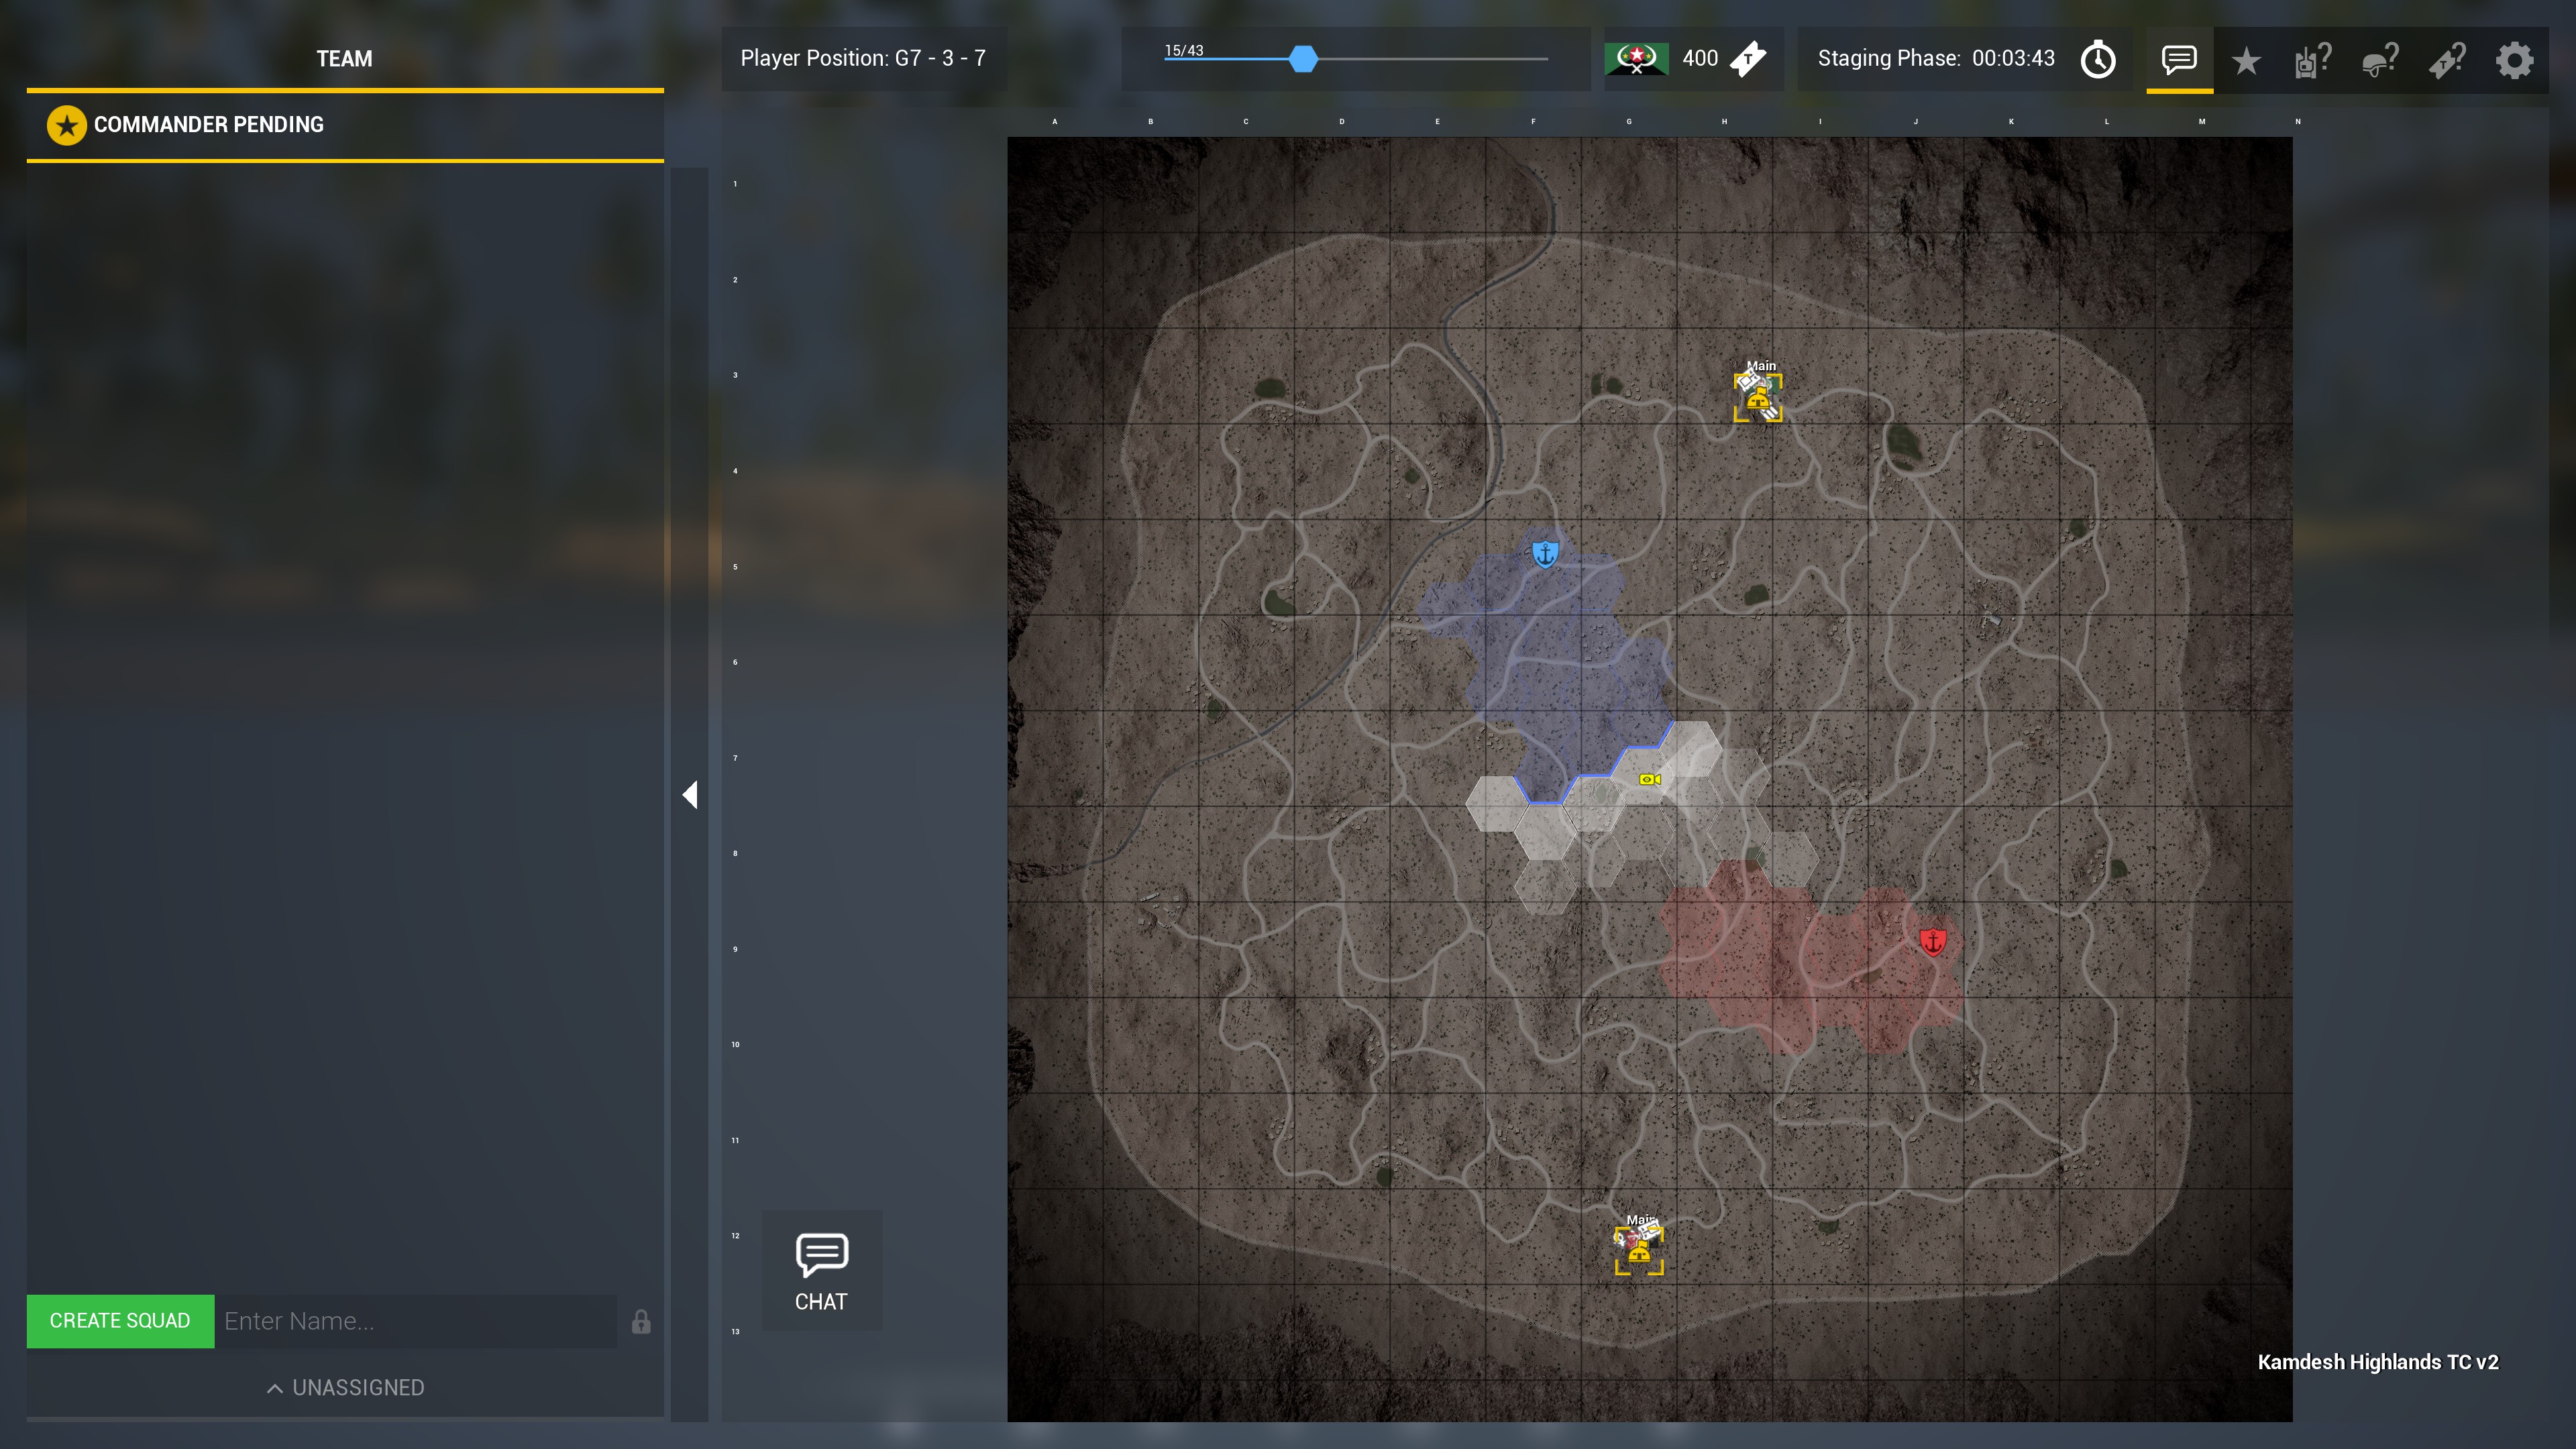 TEAM
COMMANDER PENDING
Player Position: G7 - 3 - 7
15/43
400
T
Staging Phase: 00:03:43
A B C D E F G H I J K L M N
1
2
3
4
5
6
7
8
9
10
11
12
13
Main
Main
CHAT
CREATE SQUAD
Enter Name...
UNASSIGNED
Kamdesh Highlands TC v2